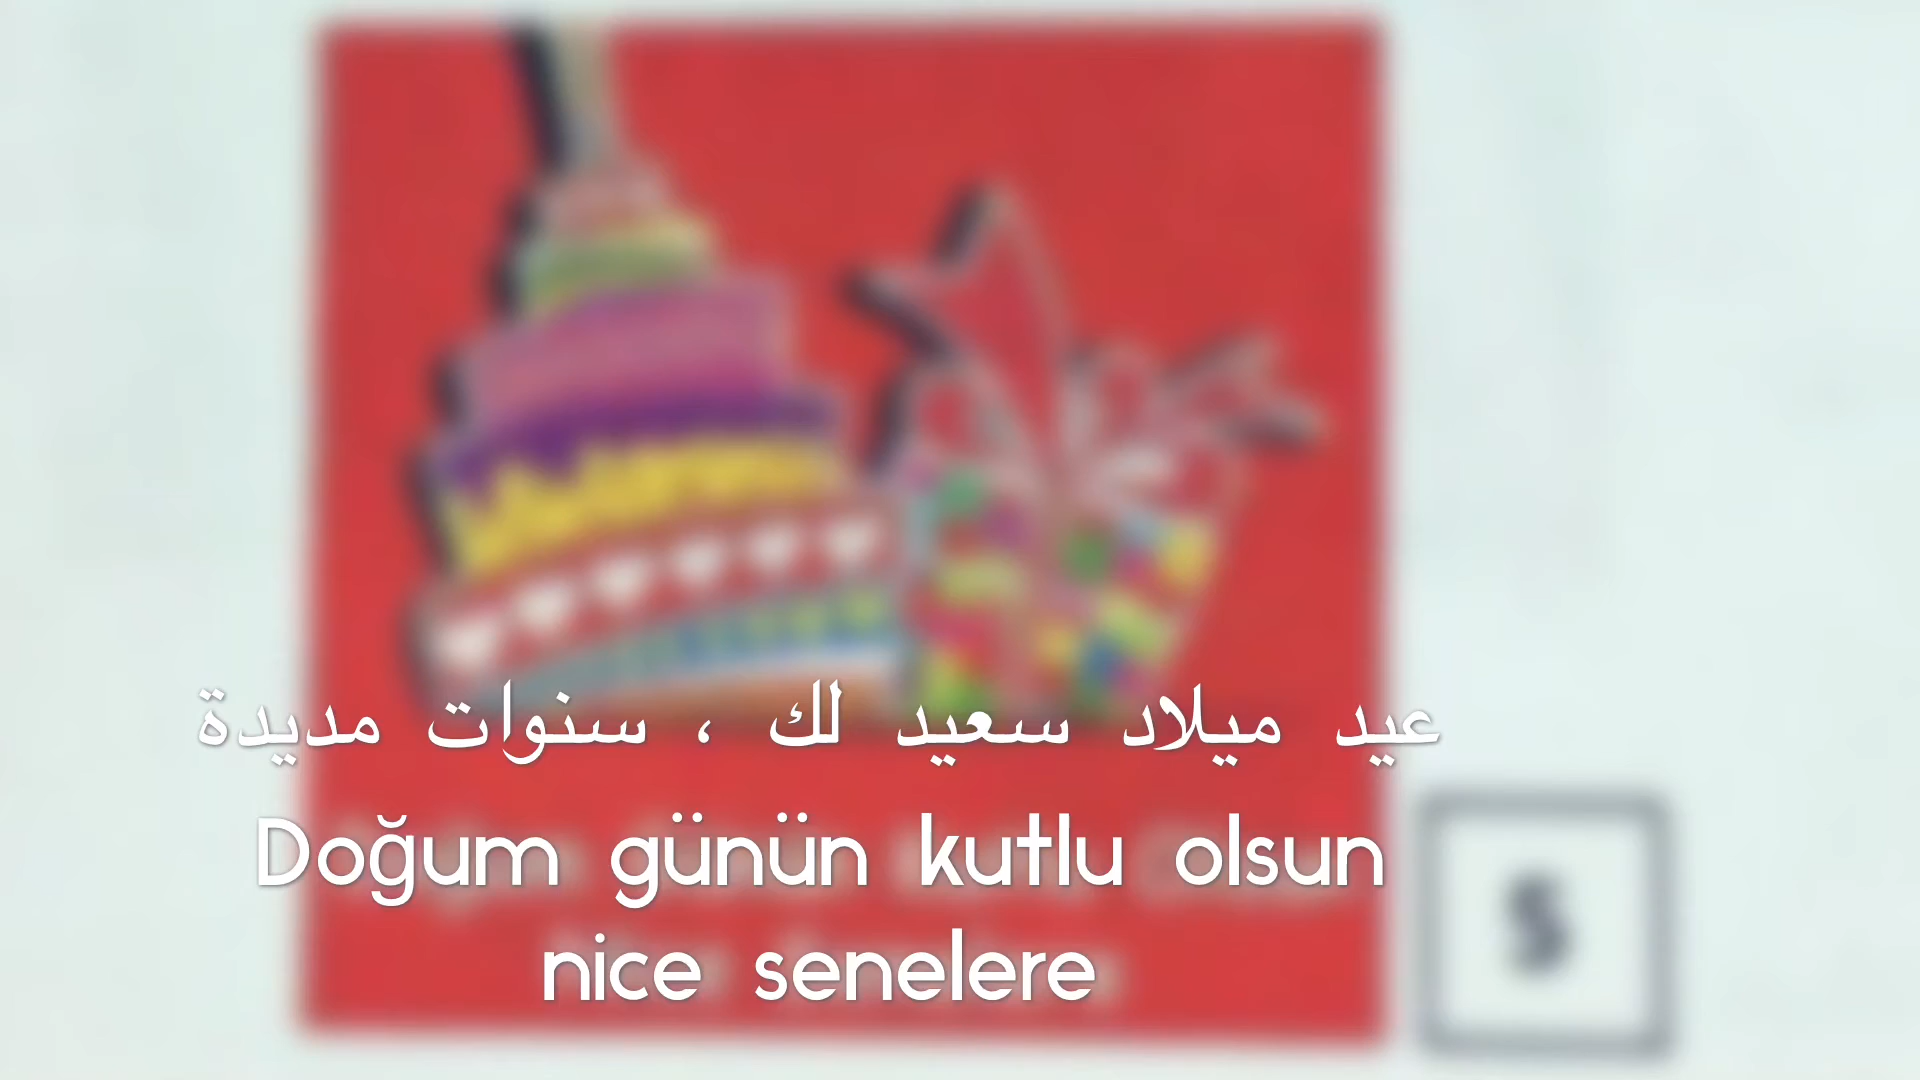 عيد ميلاد سعيد لك ، سنوات مديدة
Doğum günün kutlu olsun
nice senelere